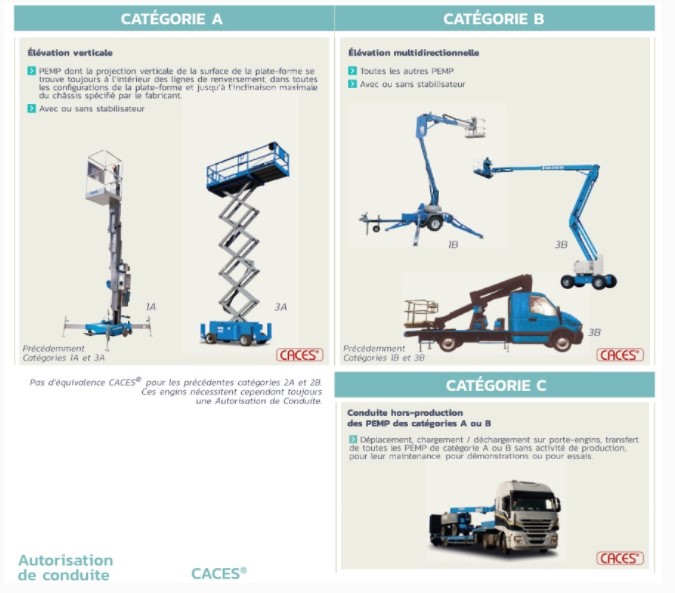 CATÉGORIE A
Élévation verticale
PEMP dont la projection verticale de la surface de la plate-forme se
trouve toujours à l'intérieur des lignes de renversement, dans toutes
les configurations de la plate-forme et jusqu'à l'inclinaison maximale
du châssis spécifié par le fabricant.
Avec ou sans stabilisateur
1A
3A
Précédemment
Catégories 1A et 3A
CACES®
Pas d'équivalence CACES® pour les précédentes catégories 2A et 2B.
Ces engins nécessitent cependant toujours
une Autorisation de Conduite.
CATÉGORIE B
Élévation multidirectionnelle
Toutes les autres PEMP
Avec ou sans stabilisateur
1B
3B
3B
Précédemment
Catégories 1B et 3B
CACES®
CATÉGORIE C
Conduite hors-production
des PEMP des catégories A ou B
Déplacement, chargement / déchargement sur porte-engins, transfert
de toutes les PEMP de catégorie A ou B sans activité de production,
pour leur maintenance, pour démonstrations ou pour essais.
CACES®
Autorisation
de conduite
CACES®